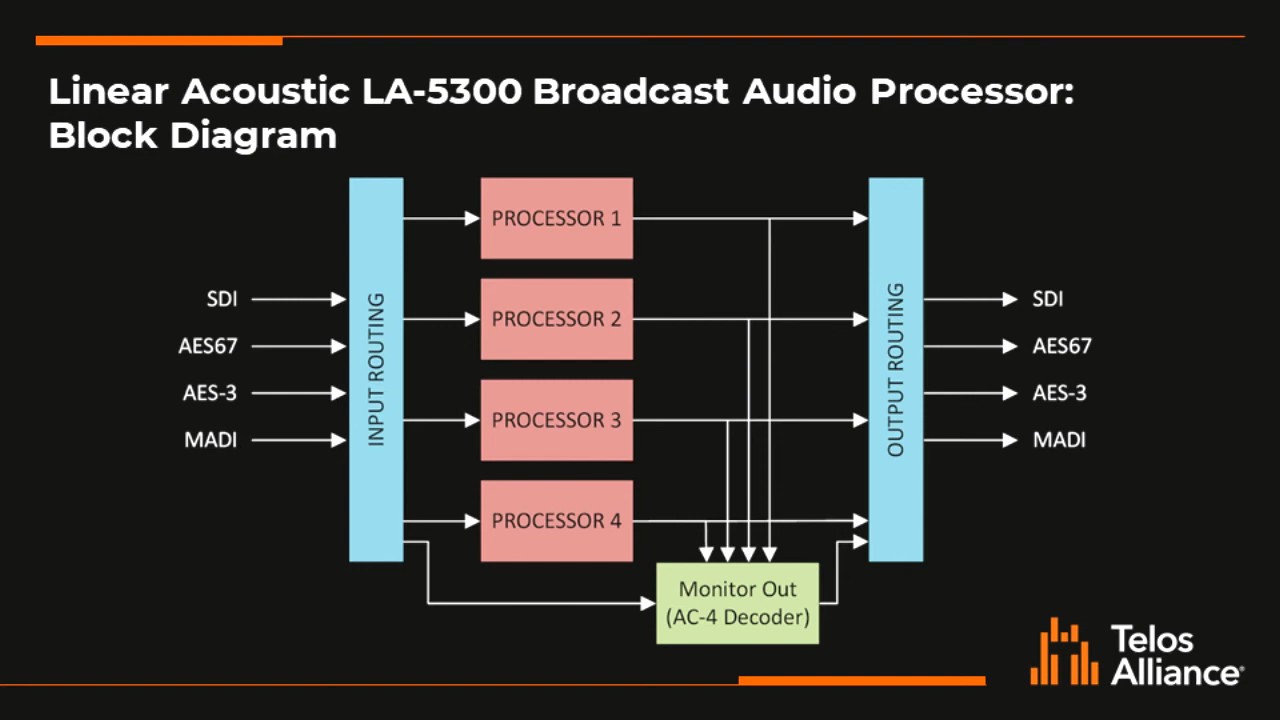 Linear Acoustic LA-5300 Broadcast Audio Processor:
Block Diagram
SDI
AES67
AES-3
MADI
INPUT ROUTING
PROCESSOR 1
PROCESSOR 2
PROCESSOR 3
PROCESSOR 4
Monitor Out
(AC-4 Decoder)
OUTPUT ROUTING
SDI
AES67
AES-3
MADI
Telos
Alliance®